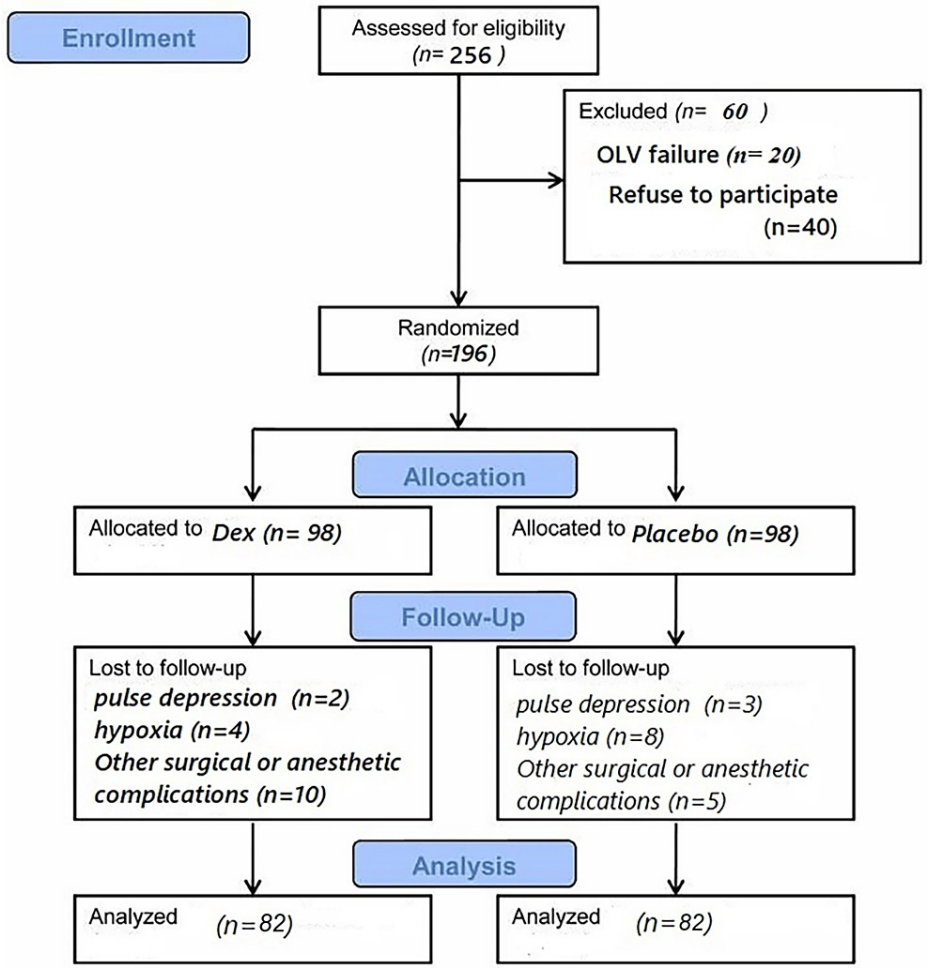 Enrollment
Assessed for eligibility
(n= 256 )
Excluded (n= 60 )
OLV failure (n= 20)
Refuse to participate
(n=40)
Randomized
(n=196)
Allocation
Allocated to Dex (n= 98)
Allocated to Placebo (n=98)
Follow-Up
Lost to follow-up
pulse depression (n=2)
hypoxia (n=4)
Other surgical or anesthetic
complications (n=10)
Lost to follow-up
pulse depression (n=3)
hypoxia (n=8)
Other surgical or anesthetic
complications (n=5)
Analysis
Analyzed (n=82)
Analyzed (n=82)